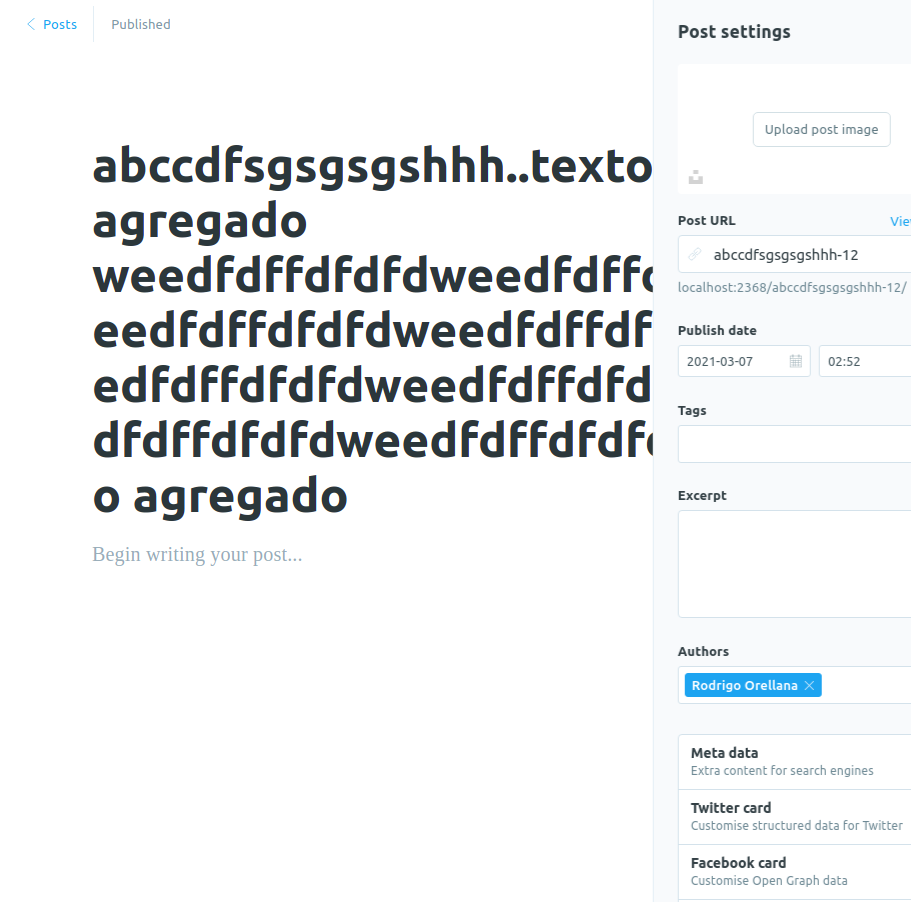 Posts
Published
abccdfsgsgsgshhh..texto
agregado
weedfdffdfdfdweedfdffd
eedfdffdfdfdweedfdffdf
edfdffdfdfdweedfdffdfd
dfdffdfdfdweedfdffdfdfd
o agregado
Begin writing your post...
Post settings
Upload post image
Post URL
View
abccdfsgsgsgshhh-12
localhost:2368/abccdfsgsgsgshhh-12/
Publish date
2021-03-07
02:52
Tags
Excerpt
Authors
Rodrigo Orellana
Meta data
Extra content for search engines
Twitter card
Customise structured data for Twitter
Facebook card
Customise Open Graph data